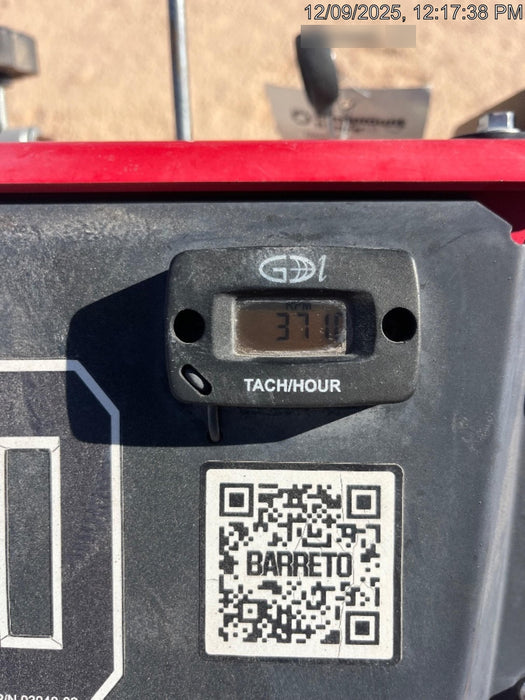 12/09/2025, 12:17:38 PM
GDI
RPM
371
TACH/HOUR
BARRETO